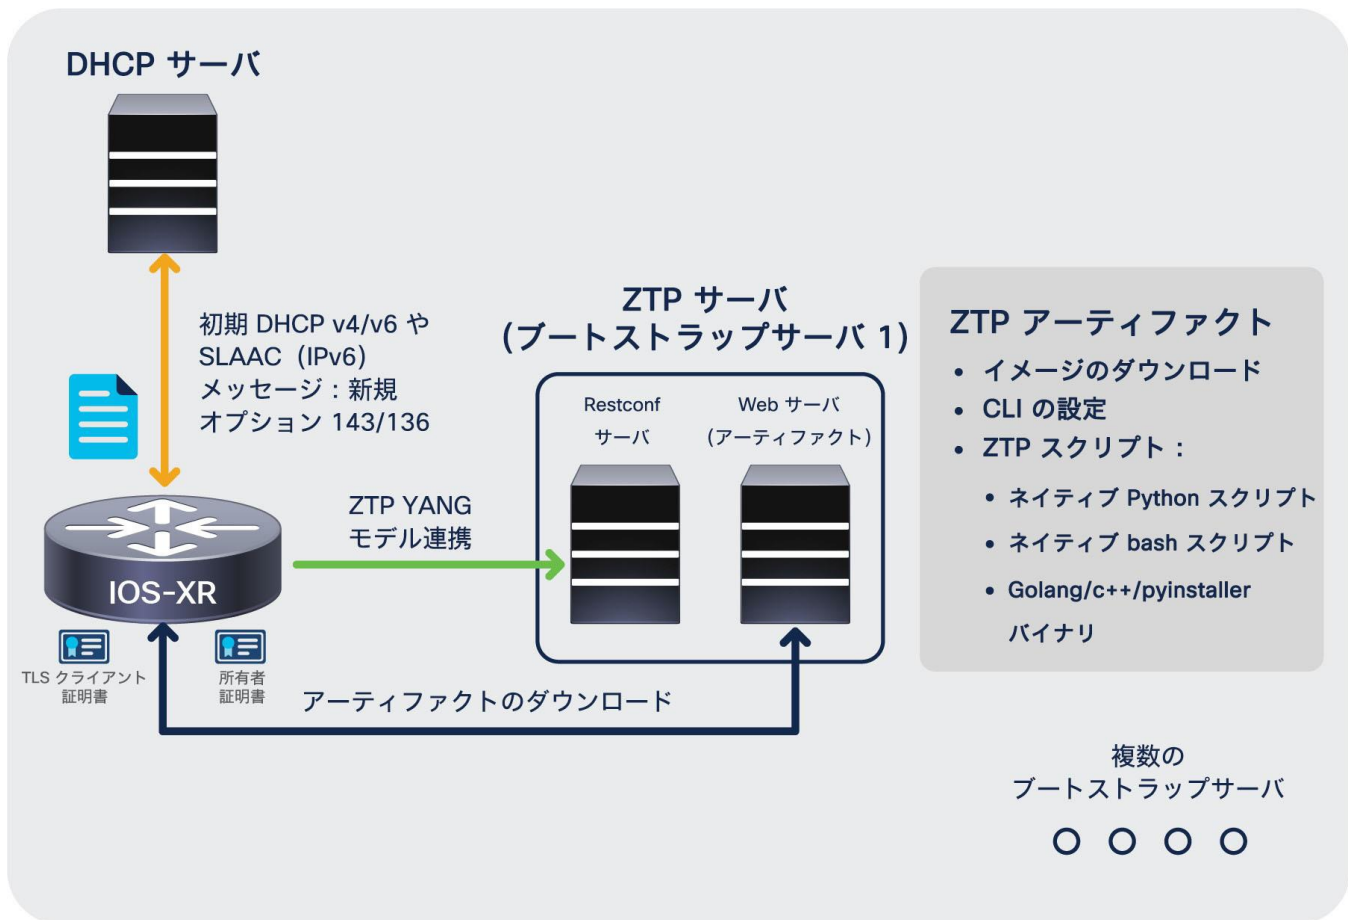 DHCP サーバ
初期 DHCP v4/v6 や
SLAAC（IPv6）
メッセージ：新規
オプション 143/136
IOS-XR
TLS クライアント
証明書
所有者
証明書
ZTP YANG
モデル連携
アーティファクトのダウンロード
ZTP サーバ
(ブートストラップサーバ 1)
Restconf
サーバ
Web サーバ
(アーティファクト)
ZTP アーティファクト
• イメージのダウンロード
• CLI の設定
• ZTP スクリプト：
• ネイティブ Python スクリプト
• ネイティブ bash スクリプト
• Golang/c++/pyinstaller
バイナリ
複数の
ブートストラップサーバ